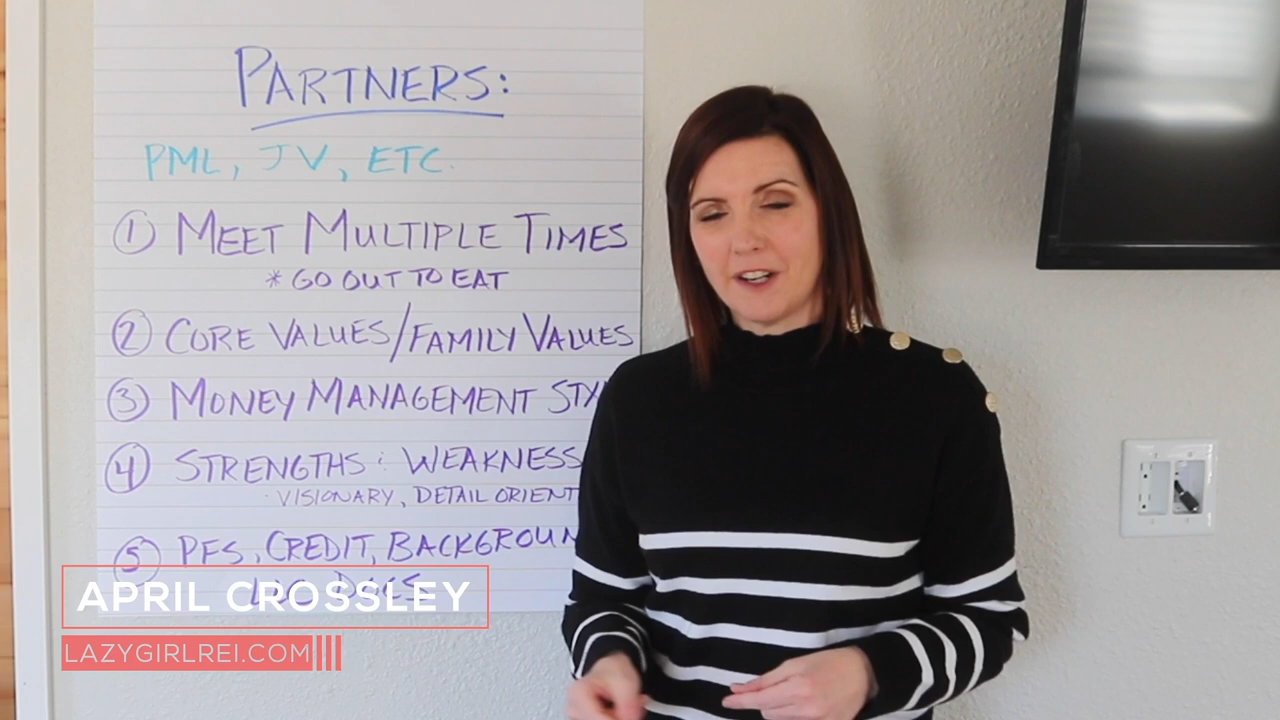 PARTNERS:
PML, JV, ETC.
① MEET MULTIPLE TIMES
* GO OUT TO EAT
② CORE VALUES/FAMILY VALUES
③ MONEY MANAGEMENT
④ STRENGTHS : WEAKNESS
· VISIONARY, DETAIL ORIENT
⑤ PFS, CREDIT, BACKGROUN
APRIL CROSSLEY
LAZYGIRLREI.COM